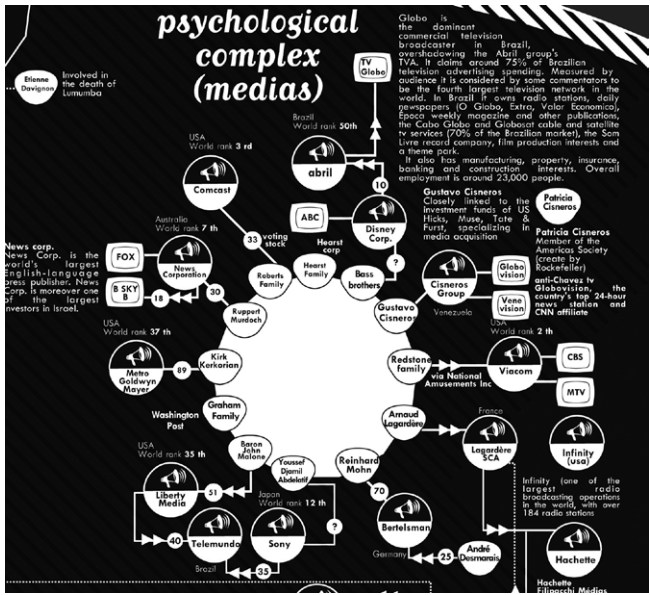 psychological
complex
(medias)
Globo is
the dominant
commercial television
broadcaster in Brazil,
overshadowing the Abril group's
TVA. It claims around 75% of Brazilian
television advertising spending. Measured by
audience it is considered by some commentators to
be the fourth largest television network in the
world. In Brazil it owns radio stations, daily
newspapers (O Globo, Extra, Valor Economico),
Epoca weekly magazine and other publications,
the Cabo Globo and Globosat cable and satellite
tv services (70% of the Brazilian market), the Som
Livre record company, film production interests and
a theme park.
It also has manufacturing, property, insurance,
banking and construction interests. Overall
employment is around 23,000 people.
TV
Globo
Etienne
Davignon
Involved in
the death of
Lumumba
USA
World rank 3 rd
Comcast
33
voting
stock
Roberts
Family
Brazil
World rank 50th
abril
10
ABC
Disney
Corp.
?
Bass
brothers
Hearst
corp
Hearst
Family
Gustavo Cisneros
Closely linked to the
investment funds of US
Hicks, Muse, Tate &
Furst, specializing in
media acquisition
Patricia
Cisneros
Patricia Cisneros
Member of the
Americas Society
(create by
Rockefeller)
anti-Chavez tv
Globovision, the
country's top 24-hour
news station and
CNN affiliate
Gustavo
Cisneros
Cisneros
Group
Venezuela
Globo
vision
Vene
vision
News corp.
News Corp. is the
world's largest
English-language
press publisher. News
Corp. is moreover one
of the largest
investors in Israel.
Australia
World rank 7 th
FOX
B SKY
B
18
News
Corporation
30
Ruppert
Murdoch
USA
World rank 37 th
Metro
Goldwyn
Mayer
89
Kirk
Kerkorian
Redstone
family
via National
Amusements Inc
USA
World rank 2 th
Viacom
CBS
MTV
Washington
Post
Graham
Family
Arnaud
Lagardère
France
Lagardère
SCA
Infinity
(usa)
Infinity (one of the
largest radio
broadcasting operations
in the world, with over
184 radio stations
Baron
John
Malone
USA
World rank 35 th
Liberty
Media
51
40
Telemundo
Brazil
35
Youssef
Djamil
Abdelatif
Japan
World rank 12 th
Sony
?
Reinhard
Mohn
70
Bertelsman
Germany
25
André
Desmarais
Hachette
Hachette
Filipacchi Médias